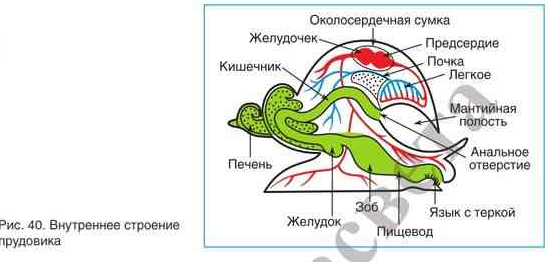 Околосердечная сумка
Желудочек
Предсердие
Кишечник
Почка
Легкое
Мантийная
полость
Анальное
отверстие
Печень
Желудок
Зоб
Пищевод
Язык с теркой
Рис. 40. Внутреннее строение
прудовика